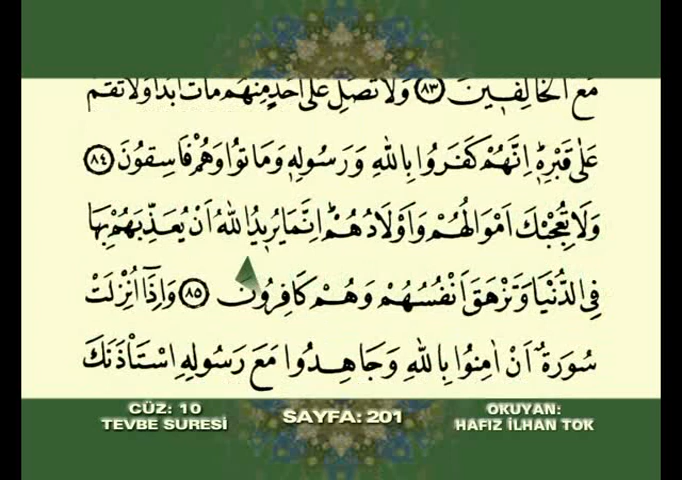 مَعَ الْخَالِفِينَ ﴿٨٣﴾ وَلَا تُصَلِّ عَلٰٓى اَحَدٍ مِنْهُمْ مَاتَ اَبَدًا وَلَا تَقُمْ
عَلٰى قَبْرِهٖ اِنَّهُمْ كَفَرُوا بِاللّٰهِ وَرَسُولِهٖ وَمَاتُوا وَهُمْ فَاسِقُونَ ﴿٨٤﴾
وَلَا تُعْجِبْكَ اَمْوَالُهُمْ وَاَوْلَادُهُمْ اِنَّمَا يُرٖيدُ اللّٰهُ اَنْ يُعَذِّبَهُمْ بِهَا
فِي الدُّنْيَا وَتَزْهَقَ اَنْفُسُهُمْ وَهُمْ كَافِرُونَ ﴿٨٥﴾ وَاِذَٓا اُنْزِلَتْ
سُورَةٌ اَنْ اٰمِنُوا بِاللّٰهِ وَجَاهِدُوا مَعَ رَسُولِهِ اسْتَأْذَنَكَ
CÜZ: 10
TEVBE SURESİ
SAYFA: 201
OKUYAN:
HAFIZ İLHAN TOK